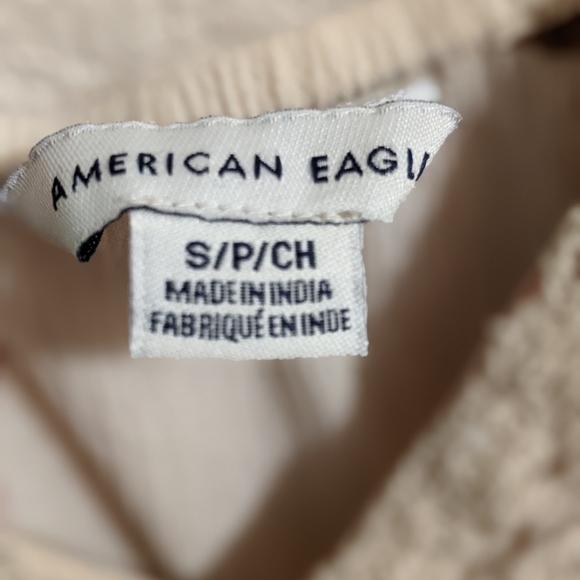 AMERICAN EAGL
S/P/CH
MADE IN INDIA
FABRIQUÉ EN INDE